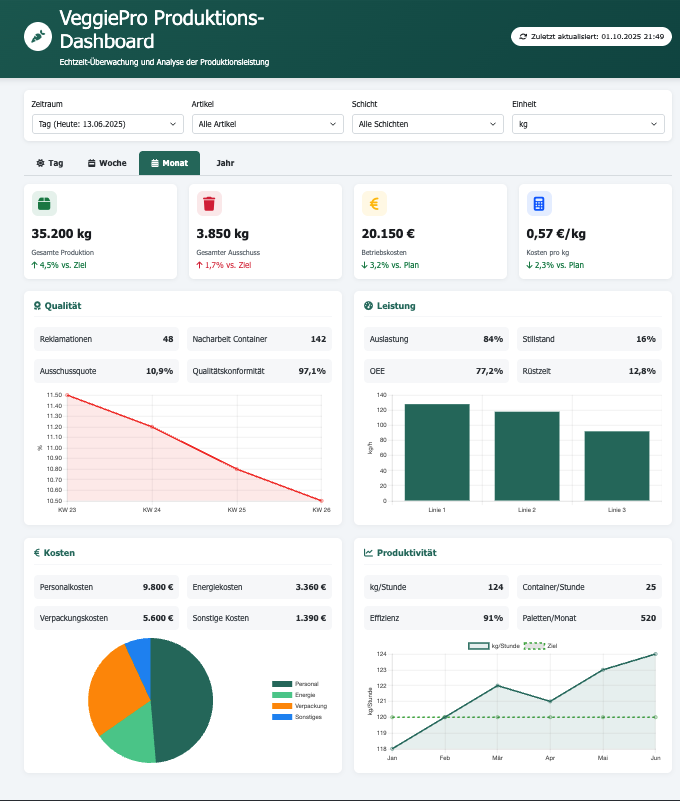 VeggiePro Produktions-
Dashboard
Echtzeit-Überwachung und Analyse der Produktionsleistung
Zuletzt aktualisiert: 01.10.2025 21:49
Zeitraum
Artikel
Schicht
Einheit
Tag (Heute: 13.06.2025)
Alle Artikel
Alle Schichten
kg
Tag
Woche
Monat
Jahr
35.200 kg
Gesamte Produktion
↑ 4,5% vs. Ziel
3.850 kg
Gesamter Ausschuss
↑ 1,7% vs. Ziel
€
20.150 €
Betriebskosten
↓ 3,2% vs. Plan
0,57 €/kg
Kosten pro kg
↓ 2,3% vs. Plan
Qualität
Reklamationen 48
Nacharbeit Container 142
Ausschussquote 10,9%
Qualitätskonformität 97,1%
%
11.50
11.40
11.30
11.20
11.10
11.00
10.90
10.80
10.70
10.60
10.50
KW 23 KW 24 KW 25 KW 26
Leistung
Auslastung 84%
Stillstand 16%
OEE 77,2%
Rüstzeit 12,8%
kg/h
140
120
100
80
60
40
20
0
Linie 1 Linie 2 Linie 3
€ Kosten
Personalkosten 9.800 €
Energiekosten 3.360 €
Verpackungskosten 5.600 €
Sonstige Kosten 1.390 €
Personal
Energie
Verpackung
Sonstiges
Produktivität
kg/Stunde 124
Container/Stunde 25
Effizienz 91%
Paletten/Monat 520
kg/Stunde Ziel
kg/Stunde
124
123
122
121
120
119
118
Jan Feb Mär Apr Mai Jun